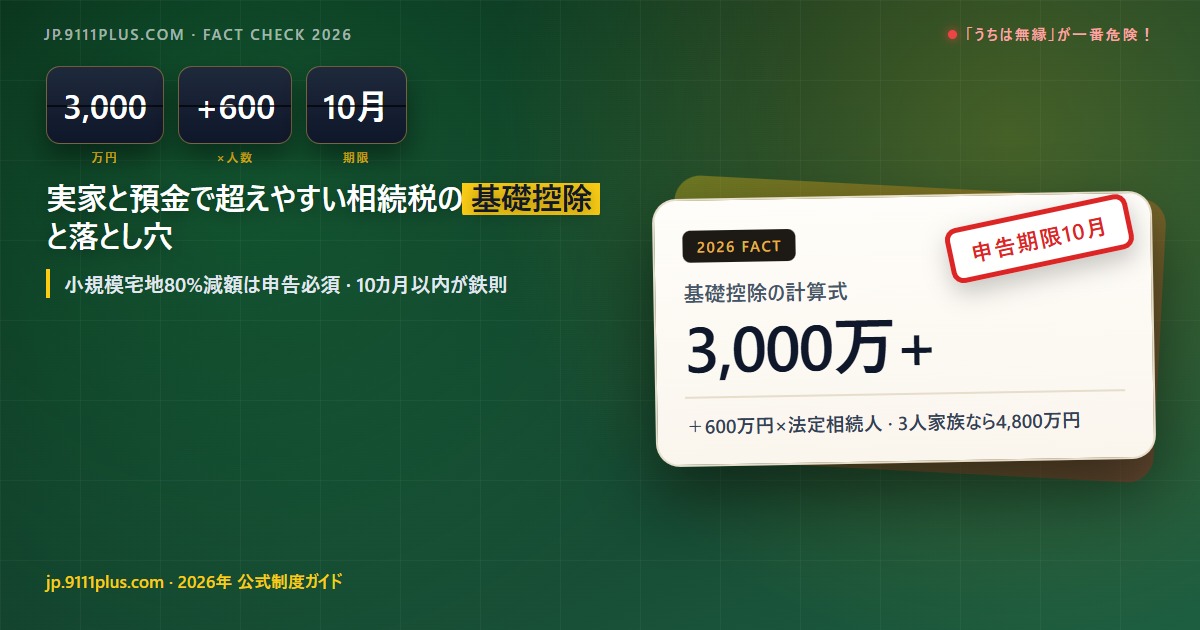 JP.9111PLUS.COM · FACT CHECK 2026
「うちは無縁」が一番危険！
3,000
+600
10月
万円
×人数
期限
実家と預金で超えやすい相続税の 基礎控除
と落とし穴
小規模宅地80%減額は申告必須 · 10カ月以内が鉄則
2026 FACT
申告期限10月
基礎控除の計算式
3,000万+
＋600万円×法定相続人 · 3人家族なら4,800万円
jp.9111plus.com · 2026年 公式制度ガイド